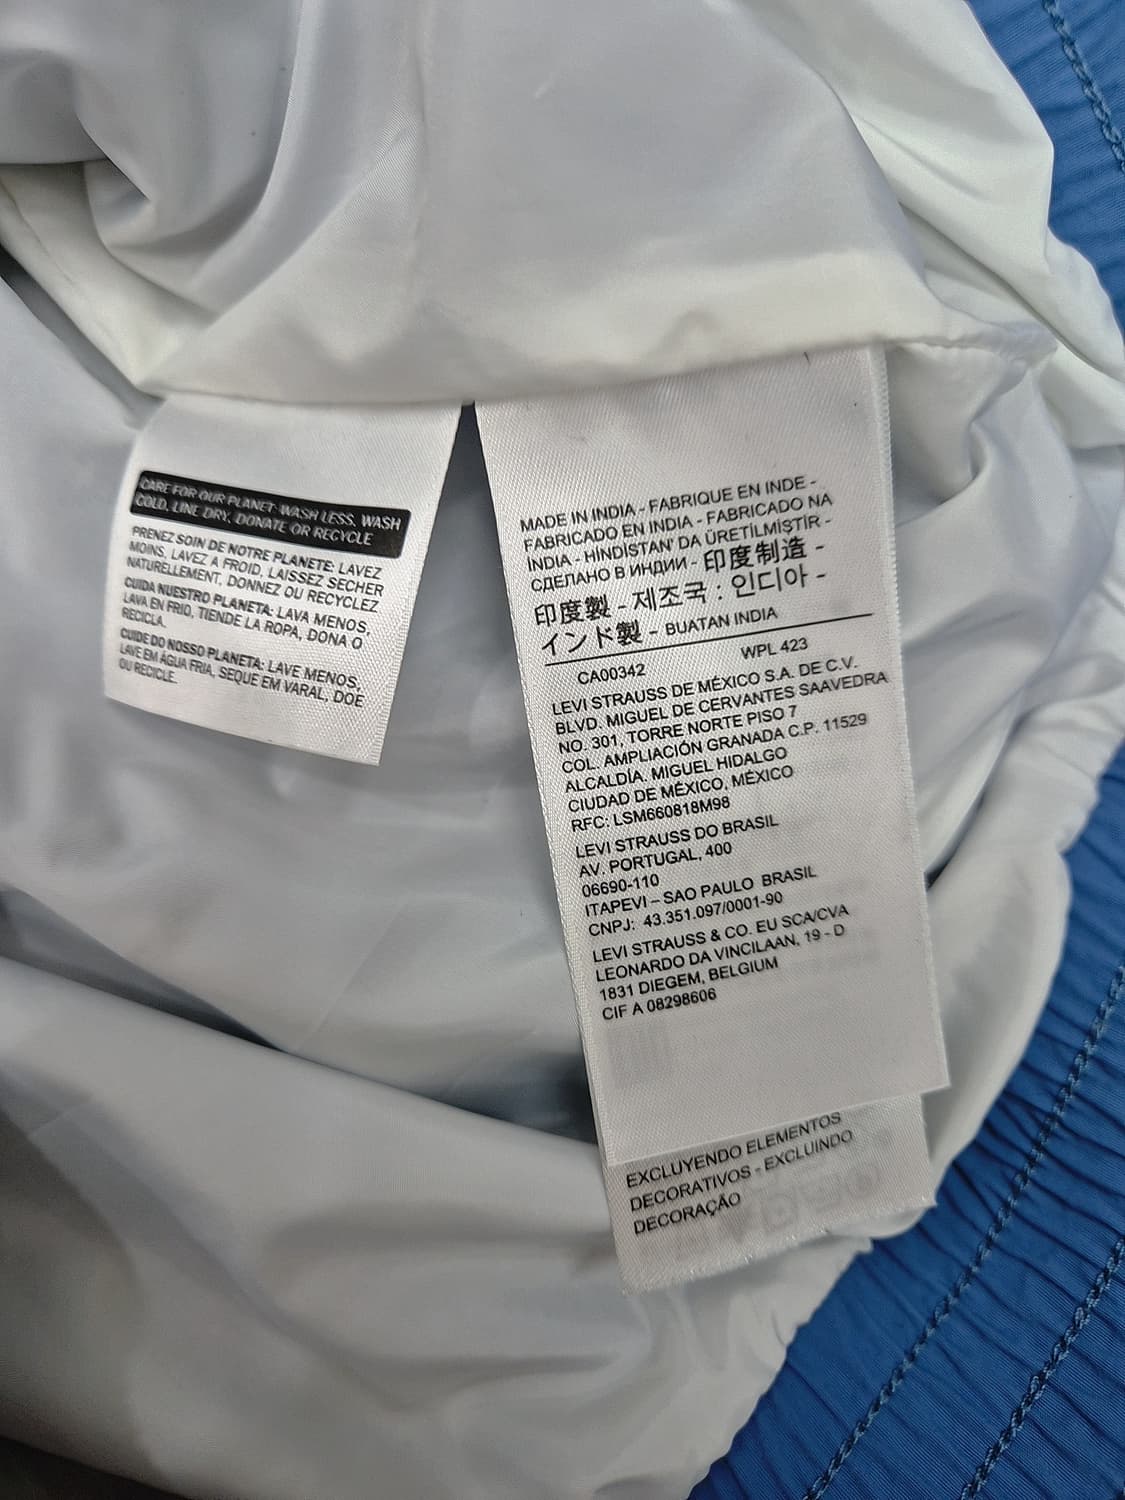 CARE FOR OUR PLANET: WASH LESS, WASH
COLD, LINE DRY, DONATE OR RECYCLE
PRENEZ SOIN DE NOTRE PLANETE: LAVEZ
MOINS, LAVEZ A FROID, LAISSEZ SECHER
NATURELLEMENT, DONNEZ OU RECYCLEZ
CUIDA NUESTRO PLANETA: LAVA MENOS,
LAVA EN FRIO, TIENDE LA ROPA, DONA O
RECICLA.
CUIDE DO NOSSO PLANETA: LAVE MENOS,
LAVE EM ÁGUA FRIA, SEQUE EM VARAL, DOE
OU RECICLE.
MADE IN INDIA - FABRIQUE EN INDE -
FABRICADO EN INDIA - FABRICADO NA
INDIA - HİNDİSTAN' DA ÜRETİLMİŞTİR -
СДЕЛАНО В ИНДИИ - 印度制造 -
印度製 - 제조국 : 인디아 -
インド製 - BUATAN INDIA
CA00342 WPL 423
LEVI STRAUSS DE MÉXICO S.A. DE C.V.
BLVD. MIGUEL DE CERVANTES SAAVEDRA
NO. 301, TORRE NORTE PISO 7
COL. AMPLIACIÓN GRANADA C.P. 11529
ALCALDÍA. MIGUEL HIDALGO
CIUDAD DE MÉXICO, MÉXICO
RFC: LSM660818M98
LEVI STRAUSS DO BRASIL
AV. PORTUGAL, 400
06690-110
ITAPEVI – SAO PAULO BRASIL
CNPJ: 43.351.097/0001-90
LEVI STRAUSS & CO. EU SCA/CVA
LEONARDO DA VINCILAAN, 19 - D
1831 DIEGEM, BELGIUM
CIF A 08298606
EXCLUYENDO ELEMENTOS
DECORATIVOS - EXCLUINDO
DECORAÇÃO